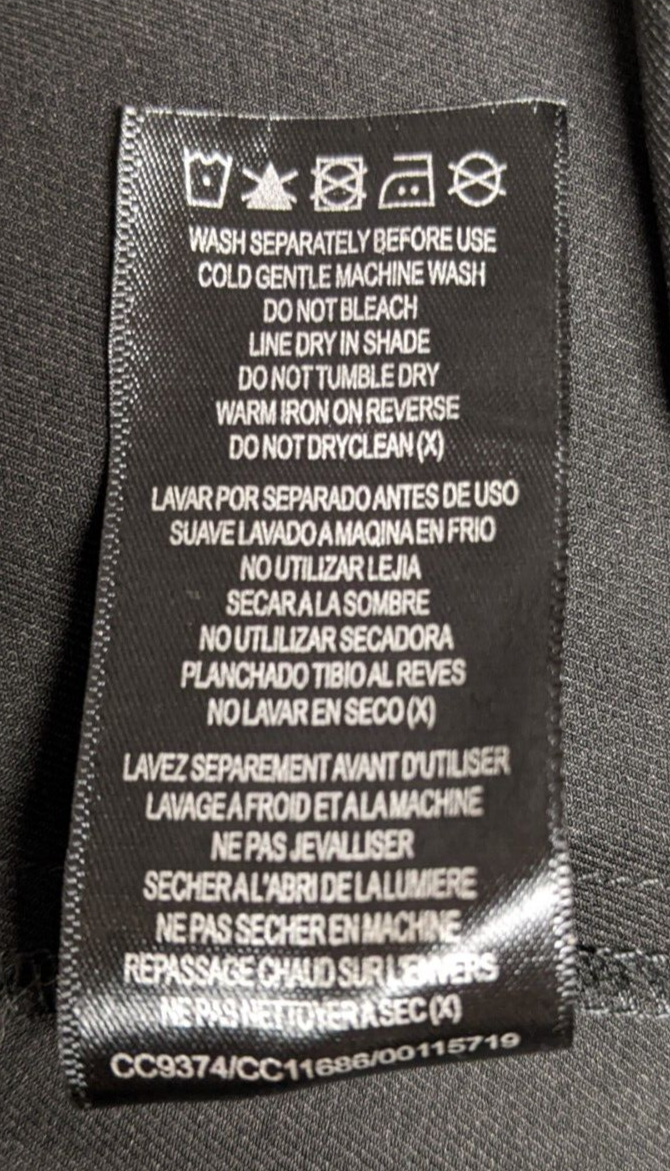 WASH SEPARATELY BEFORE USE
COLD GENTLE MACHINE WASH
DO NOT BLEACH
LINE DRY IN SHADE
DO NOT TUMBLE DRY
WARM IRON ON REVERSE
DO NOT DRYCLEAN (X)
LAVAR POR SEPARADO ANTES DE USO
SUAVE LAVADO A MAQINA EN FRIO
NO UTILIZAR LEJIA
SECAR A LA SOMBRE
NO UTLILIZAR SECADORA
PLANCHADO TIBIO AL REVES
NO LAVAR EN SECO (X)
LAVEZ SEPAREMENT AVANT D'UTILISER
LAVAGE A FROID ET A LA MACHINE
NE PAS JEVALLISER
SECHER A L'ABRI DE LA LUMIERE
NE PAS SECHER EN MACHINE
REPASSAGE CHAUD SUR L'ENVERS
NE PAS NETTOYER A SEC (X)
CC9374/CC11686/00115719